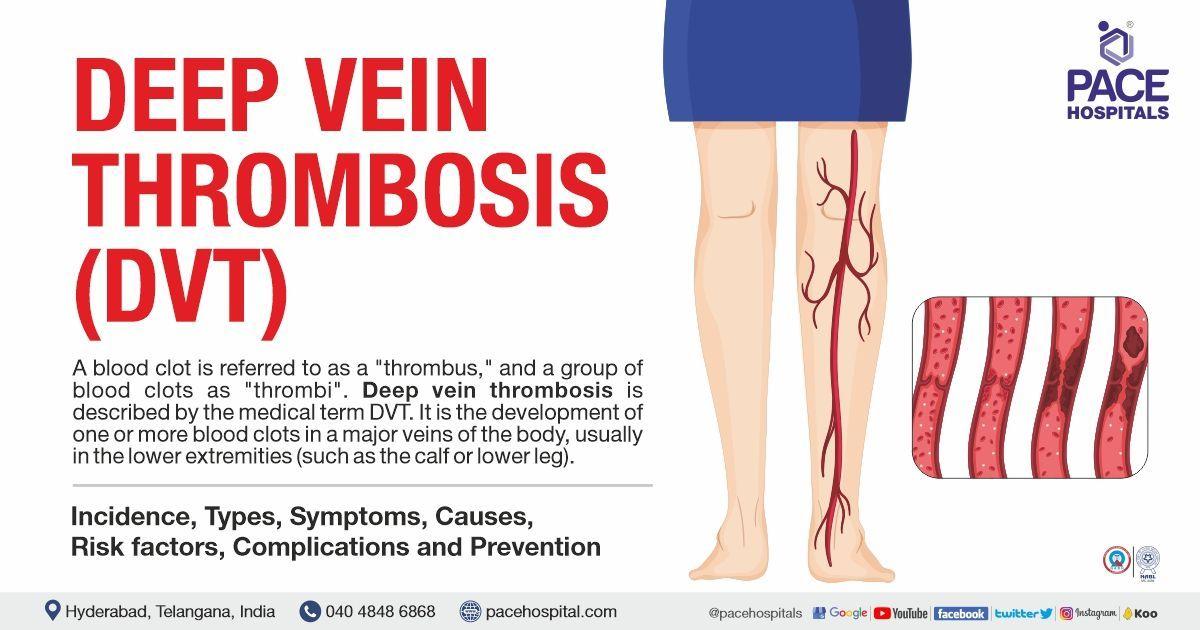 DEEP VEIN
THROMBOSIS
(DVT)
A blood clot is referred to as a "thrombus," and a group of
blood clots as "thrombi". Deep vein thrombosis is
described by the medical term DVT. It is the development of
one or more blood clots in a major veins of the body, usually
in the lower extremities (such as the calf or lower leg).
Incidence, Types, Symptoms, Causes,
Risk factors, Complications and Prevention
®
PACE
HOSPITALS
NABL
Hyderabad, Telangana, India 040 4848 6868 pacehospital.com @pacehospitals Google YouTube facebook twitter Instagram Koo